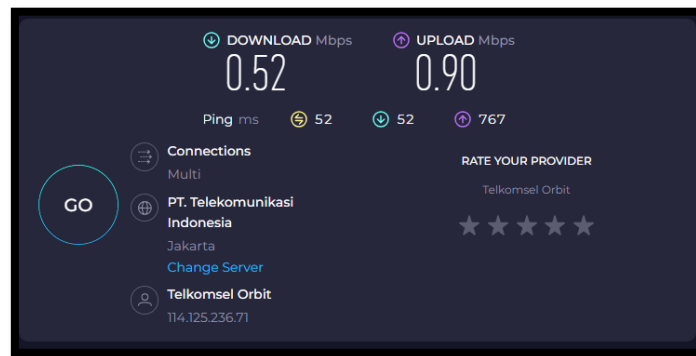 DOWNLOAD Mbps
UPLOAD Mbps
0.52
0.90
Ping ms 52 52 767
GO
Connections
Multi
PT. Telekomunikasi
Indonesia
Jakarta
Change Server
Telkomsel Orbit
114.125.236.71
RATE YOUR PROVIDER
Telkomsel Orbit